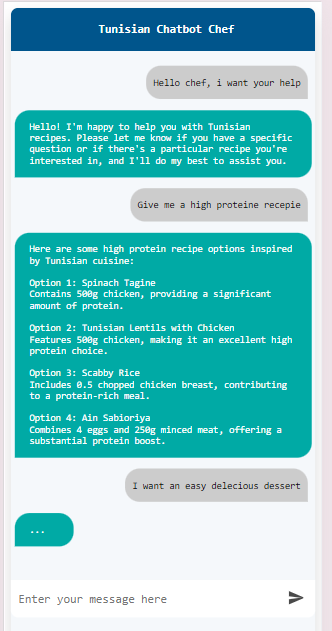 Tunisian Chatbot Chef
Hello chef, i want your help
Hello! I'm happy to help you with Tunisian
recipes. Please let me know if you have a specific
question or if there's a particular recipe you're
interested in, and I'll do my best to assist you.
Give me a high proteine recepie
Here are some high protein recipe options inspired
by Tunisian cuisine:
Option 1: Spinach Tagine
Contains 500g chicken, providing a significant
amount of protein.
Option 2: Tunisian Lentils with Chicken
Features 500g chicken, making it an excellent high
protein choice.
Option 3: Scabby Rice
Includes 0.5 chopped chicken breast, contributing
to a protein-rich meal.
Option 4: Ain Sabioriya
Combines 4 eggs and 250g minced meat, offering a
substantial protein boost.
I want an easy delecious dessert
...
Enter your message here